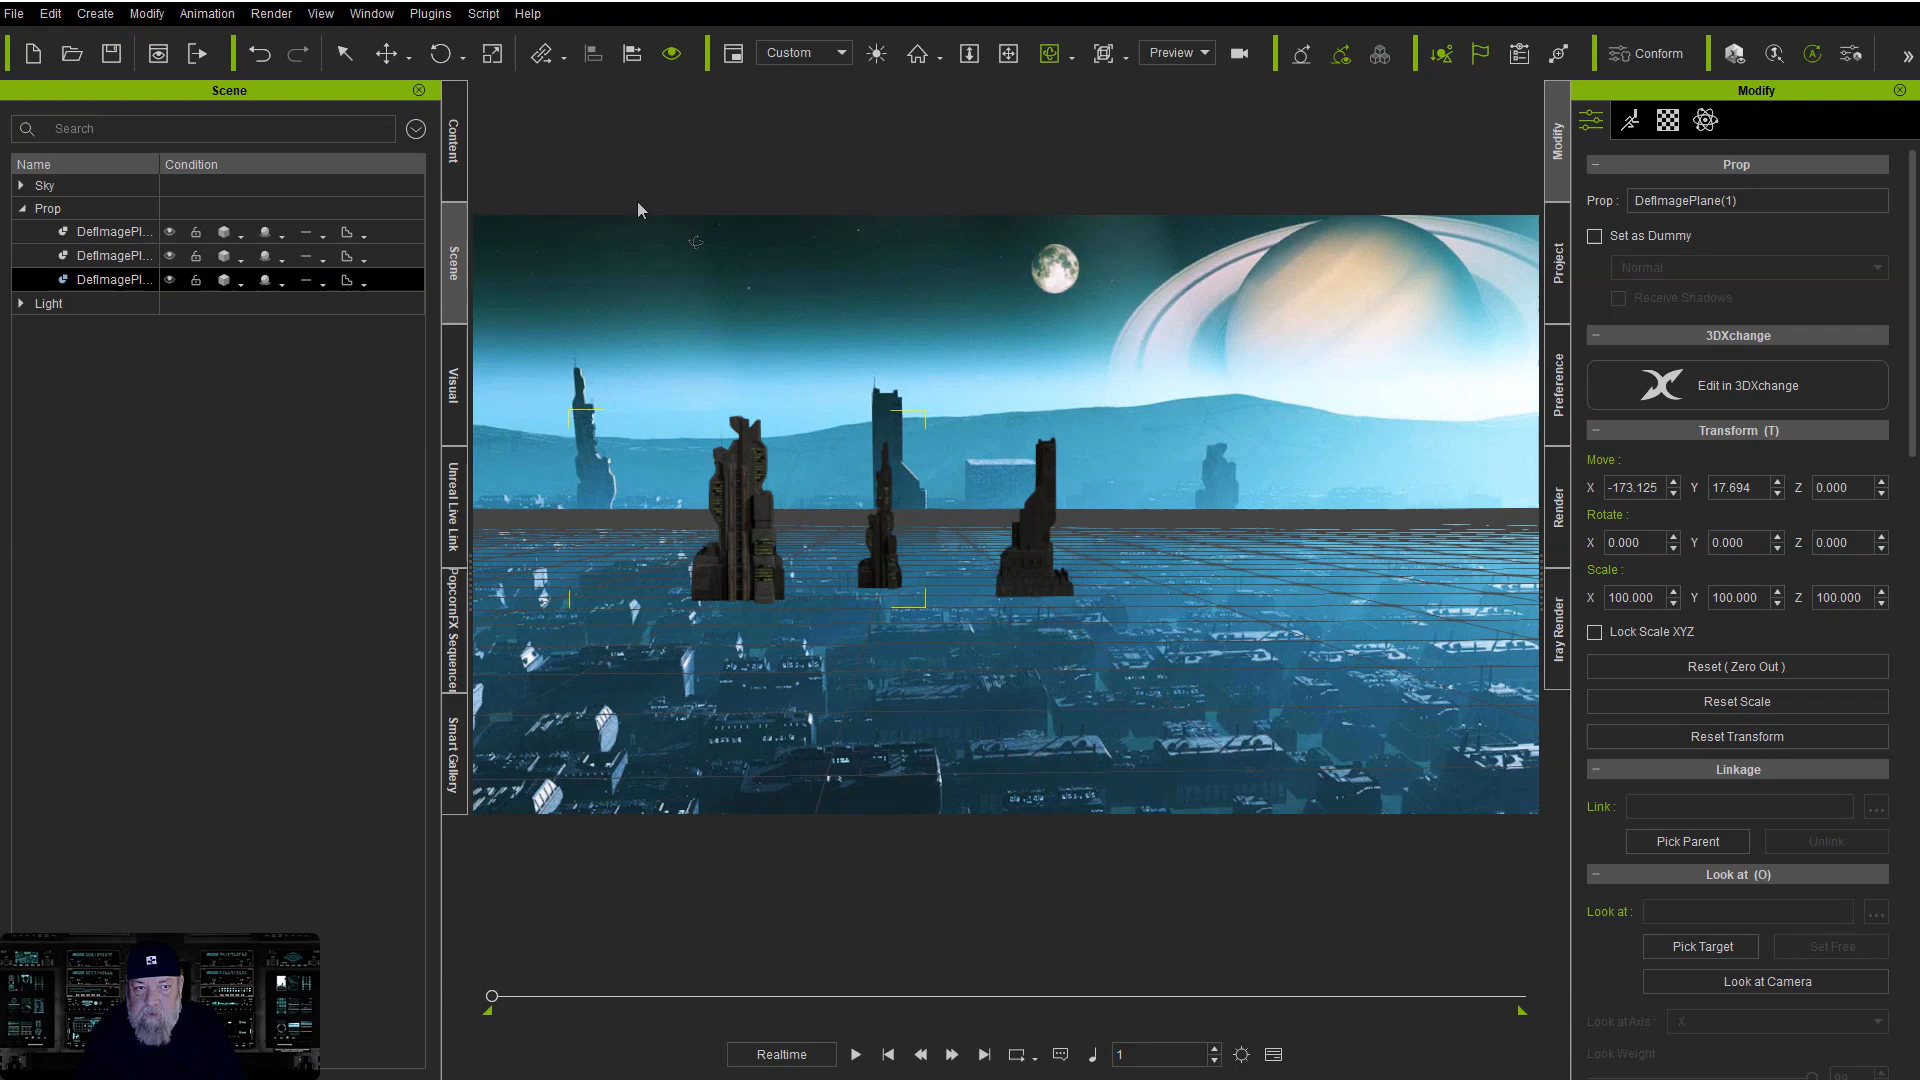 File Edit Create Modify Animation Render View Window Plugins Script Help
Custom
Preview
Conform
Scene
Search
Name Condition
Sky
Prop
DefImagePl...
DefImagePl...
DefImagePl...
Light
Content
Scene
Visual
Unreal Live Link
PopcornFX Sequencer
Smart Gallery
Modify
Project
Preference
Render
Iray Render
Modify
Prop
Prop : DefImagePlane(1)
Set as Dummy
Normal
Receive Shadows
3DXchange
Edit in 3DXchange
Transform (T)
Move :
X -173.125 Y 17.694 Z 0.000
Rotate :
X 0.000 Y 0.000 Z 0.000
Scale :
X 100.000 Y 100.000 Z 100.000
Lock Scale XYZ
Reset ( Zero Out )
Reset Scale
Reset Transform
Linkage
Link :
...
Pick Parent Unlink
Look at (O)
Look at :
...
Pick Target Set Free
Look at Camera
Look at Axis : X
Look Weight
Realtime
1